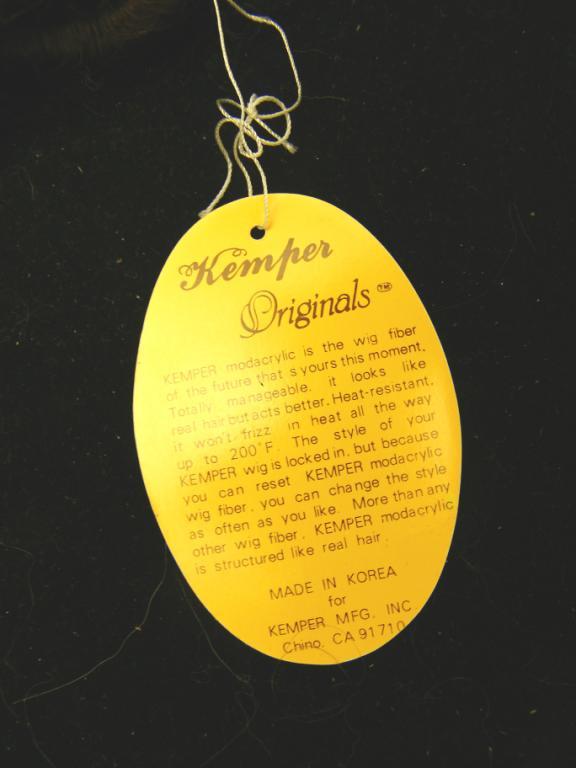 Kemper
Originals™
KEMPER modacrylic is the wig fiber
of the future that s yours this moment.
Totally manageable. it looks like
real hair but acts better. Heat-resistant.
it won't frizz in heat all the way
up to 200°F. The style of your
KEMPER wig is locked in, but because
you can reset KEMPER modacrylic
wig fiber, you can change the style
as often as you like. More than any
other wig fiber, KEMPER modacrylic
is structured like real hair.
MADE IN KOREA
for
KEMPER MFG. INC
Chino. CA 91710